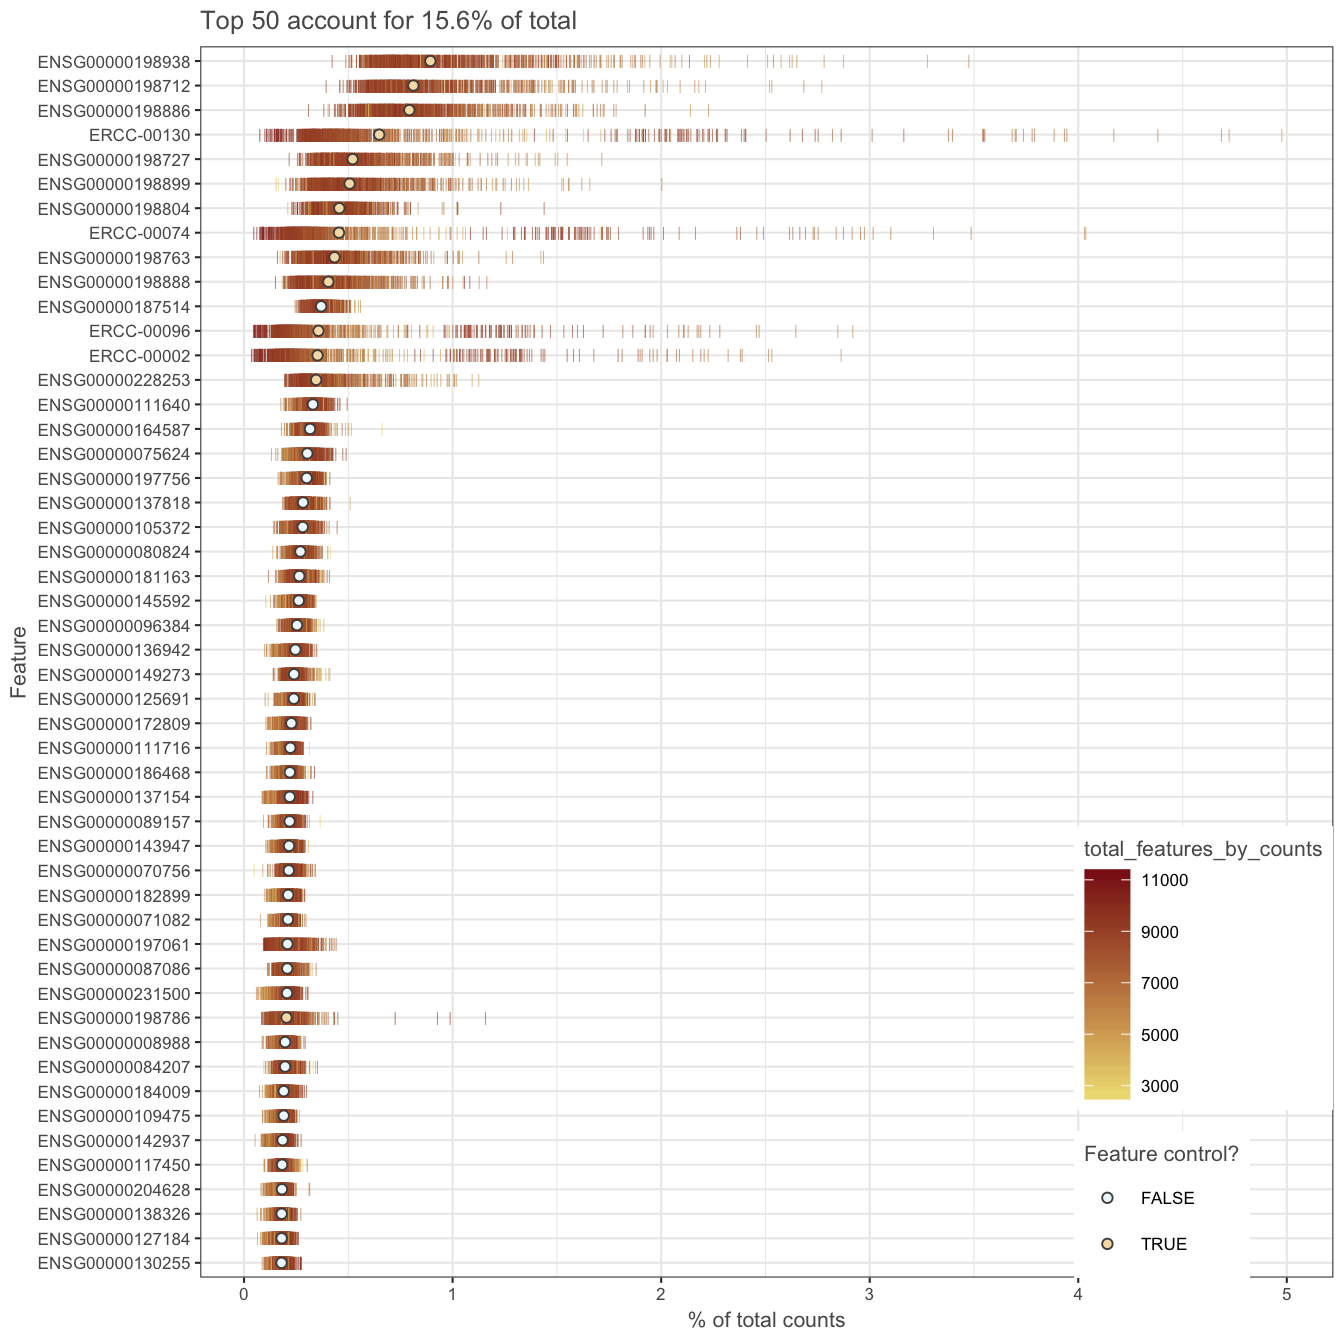 Top 50 account for 15.6% of total
ENSG00000198938
ENSG00000198712
ENSG00000198886
ERCC-00130
ENSG00000198727
ENSG00000198899
ENSG00000198804
ERCC-00074
ENSG00000198763
ENSG00000198888
ENSG00000187514
ERCC-00096
ERCC-00002
ENSG00000228253
ENSG00000111640
ENSG00000164587
ENSG00000075624
ENSG00000197756
ENSG00000137818
ENSG00000105372
ENSG00000080824
ENSG00000181163
ENSG00000145592
ENSG00000096384
ENSG00000136942
ENSG00000149273
ENSG00000125691
ENSG00000172809
ENSG00000111716
ENSG00000186468
ENSG00000137154
ENSG00000089157
ENSG00000143947
ENSG00000070756
ENSG00000182899
ENSG00000071082
ENSG00000197061
ENSG00000087086
ENSG00000231500
ENSG00000198786
ENSG00000008988
ENSG00000084207
ENSG00000184009
ENSG00000109475
ENSG00000142937
ENSG00000117450
ENSG00000204628
ENSG00000138326
ENSG00000127184
ENSG00000130255
Feature
0 1 2 3 4 5
% of total counts
total_features_by_counts
11000
9000
7000
5000
3000
Feature control?
FALSE
TRUE